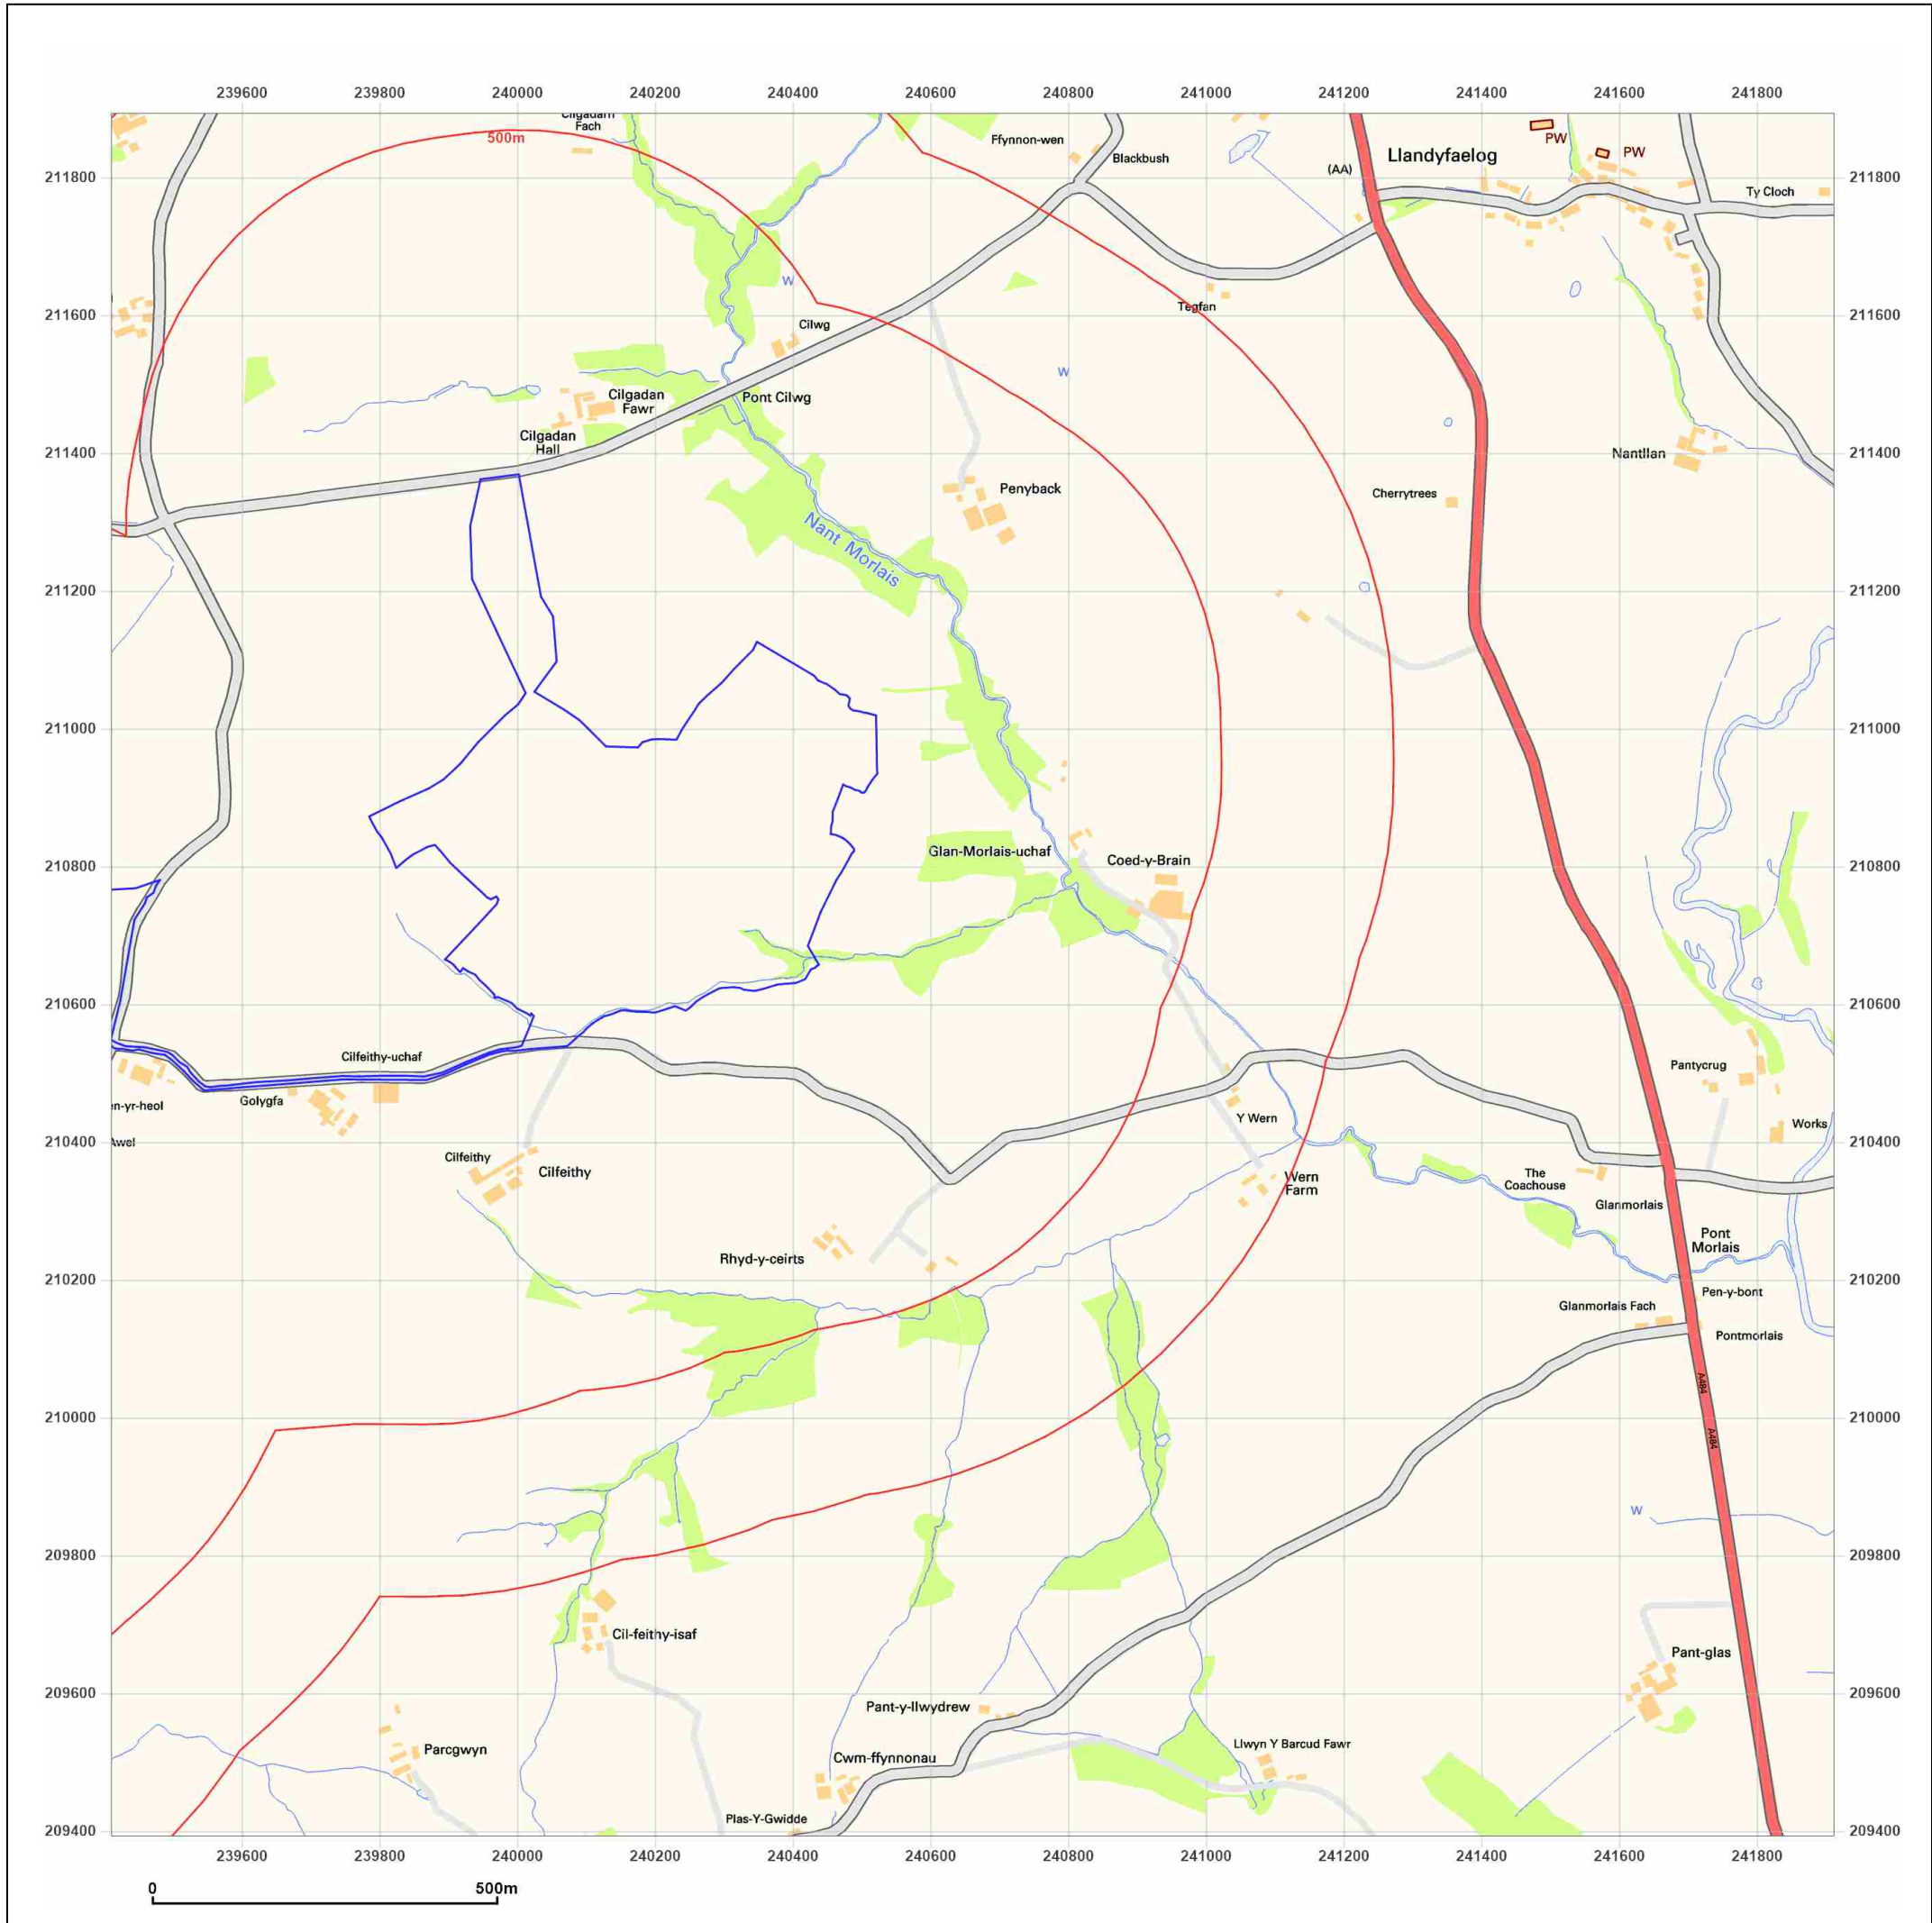 239600 239800 240000 240200 240400 240600 240800 241000 241200 241400 241600 241800
Fach
500m
Ffynnon-wen
Blackbush
(AA)
Llandyfaelog
PW
PW
211800
211800
Ty Cloch
W
Tegfan
211600
211600
Cilwg
W
Cilgadan
Fawr
Pont Cilwg
Cilgadan
Hall
211400
211400
Nantllan
Penyback
Cherrytrees
Nant Morlais
211200
211200
211000
211000
Glan-Morlais-uchaf
Coed-y-Brain
210800
210800
210600
210600
Cilfeithy-uchaf
Pantycrug
Golygfa
en-yr-heol
Y Wern
Works
210400
Awel
210400
Cilfeithy
Cilfeithy
Wern
Farm
The
Coachouse
Glanmorlais
Pont
Morlais
Rhyd-y-ceirts
210200
210200
Pen-y-bont
Glanmorlais Fach
Pontmorlais
A484
210000
210000
A484
W
209800
209800
Cil-feithy-isaf
Pant-glas
209600
209600
Pant-y-llwydrew
Parcgwyn
Cwm-ffynnonau
Llwyn Y Barcud Fawr
Plas-Y-Gwidde
209400
209400
239600 239800 240000 240200 240400 240600 240800 241000 241200 241400 241600 241800
0 500m